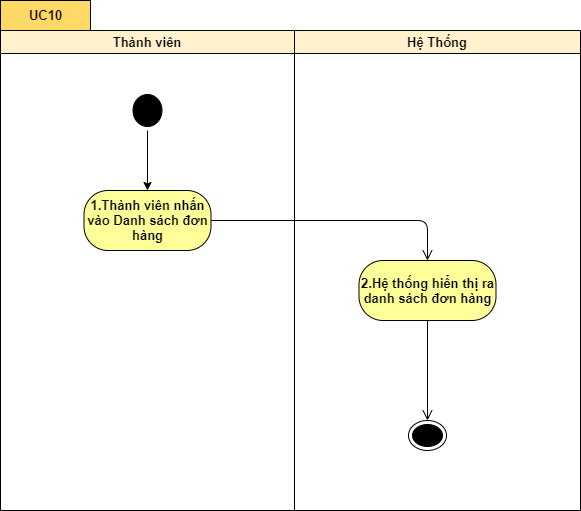 UC10
Thành viên
Hệ Thống
1.Thành viên nhấn
vào Danh sách đơn
hàng
2.Hệ thống hiển thị ra
danh sách đơn hàng